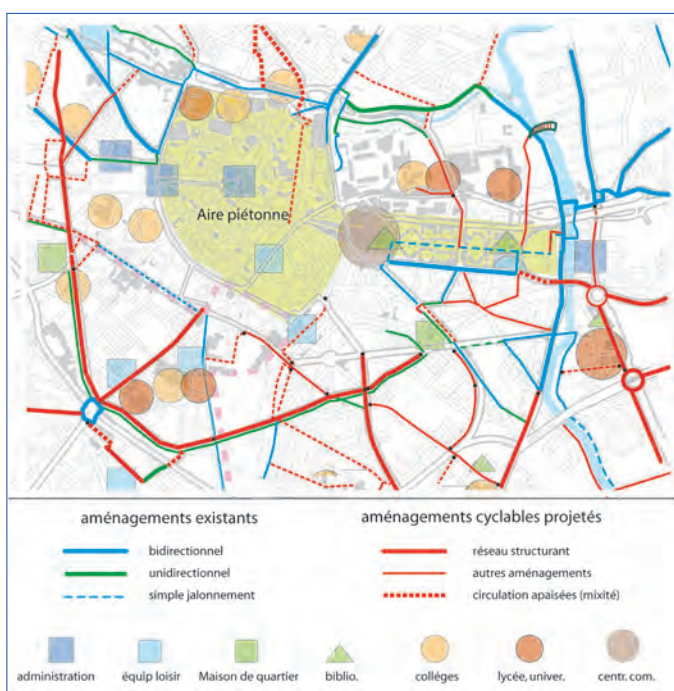 Aire piétonne
aménagements existants
aménagements cyclables projetés
bidirectionnel
réseau structurant
unidirectionnel
autres aménagements
simple jalonnement
circulation apaisées (mixité)
administration
équip loisir
Maison de quartier
biblio.
colléges
lycée, univer.
centr. com.